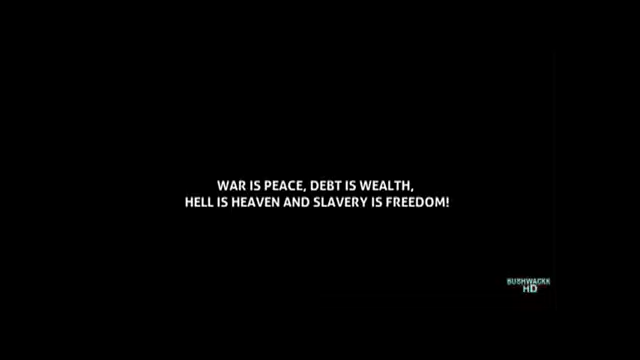 WAR IS PEACE, DEBT IS WEALTH,
HELL IS HEAVEN AND SLAVERY IS FREEDOM!
BUSHWACKK
HD